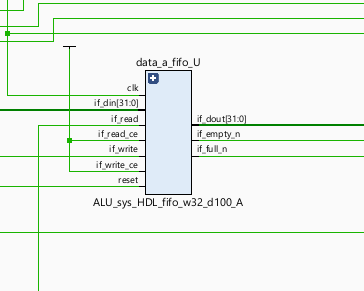 data_a_fifo_U
clk
if_din[31:0]
if_read
if_read_ce
if_write
if_write_ce
reset
if_dout[31:0]
if_empty_n
if_full_n
ALU_sys_HDL_fifo_w32_d100_A